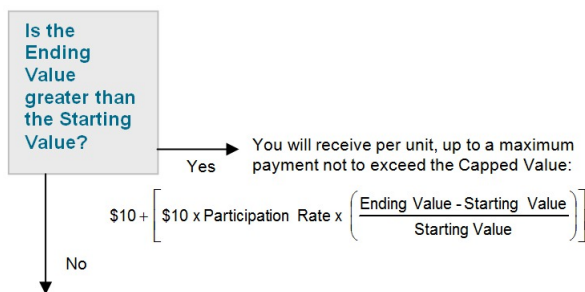 Is the
Ending
Value
greater than
the Starting
Value?
You will receive per unit, up to a maximum
Yes
payment not to exceed the Capped Value:
$10 + [ $10 x Participation Rate x ( Ending Value - Starting Value
Starting Value ) ]
No